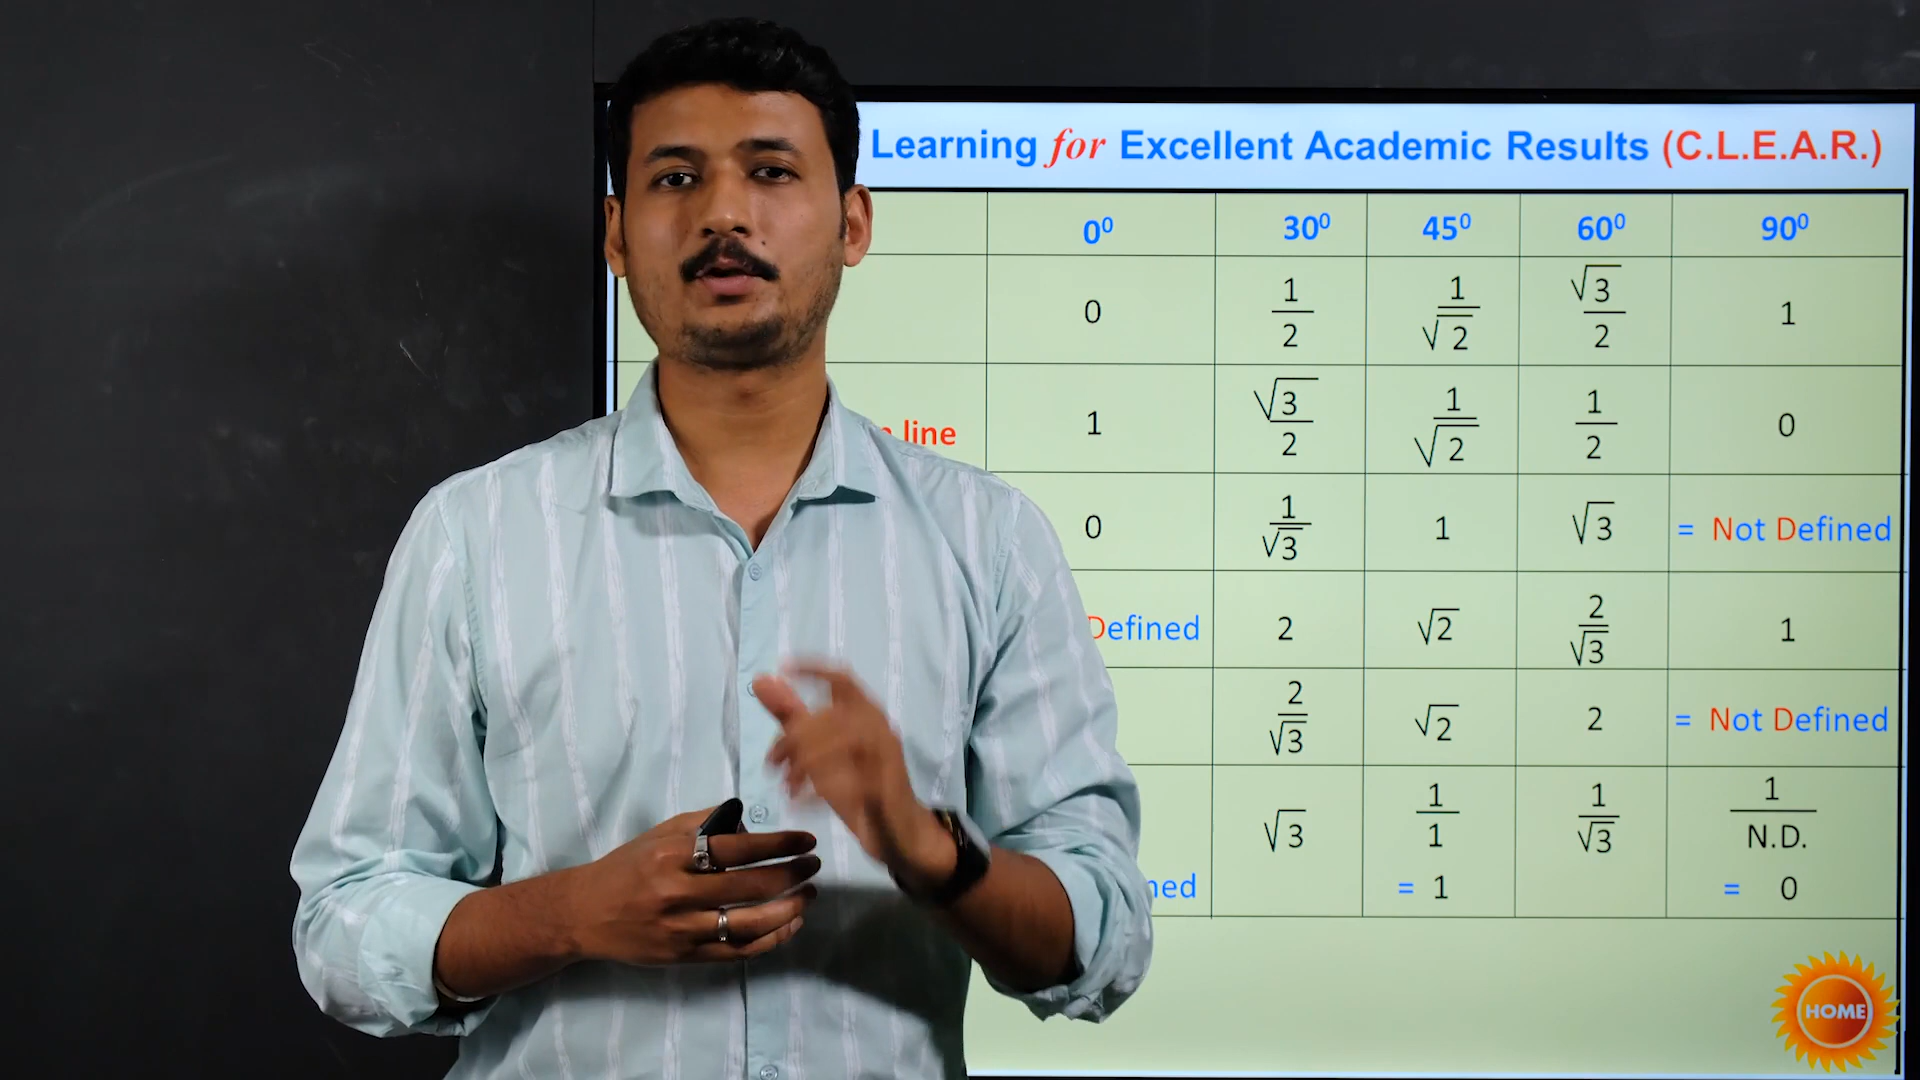 Learning for Excellent Academic Results (C.L.E.A.R.)
0⁰ 30⁰ 45⁰ 60⁰ 90⁰
0 1/2 1/√2 √3/2 1
line 1 √3/2 1/√2 1/2 0
0 1/√3 1 √3 = Not Defined
Defined 2 √2 2/√3 1
2/√3 √2 2 = Not Defined
√3 1/1 1/√3 1/N.D.
= 1 = 0
HOME